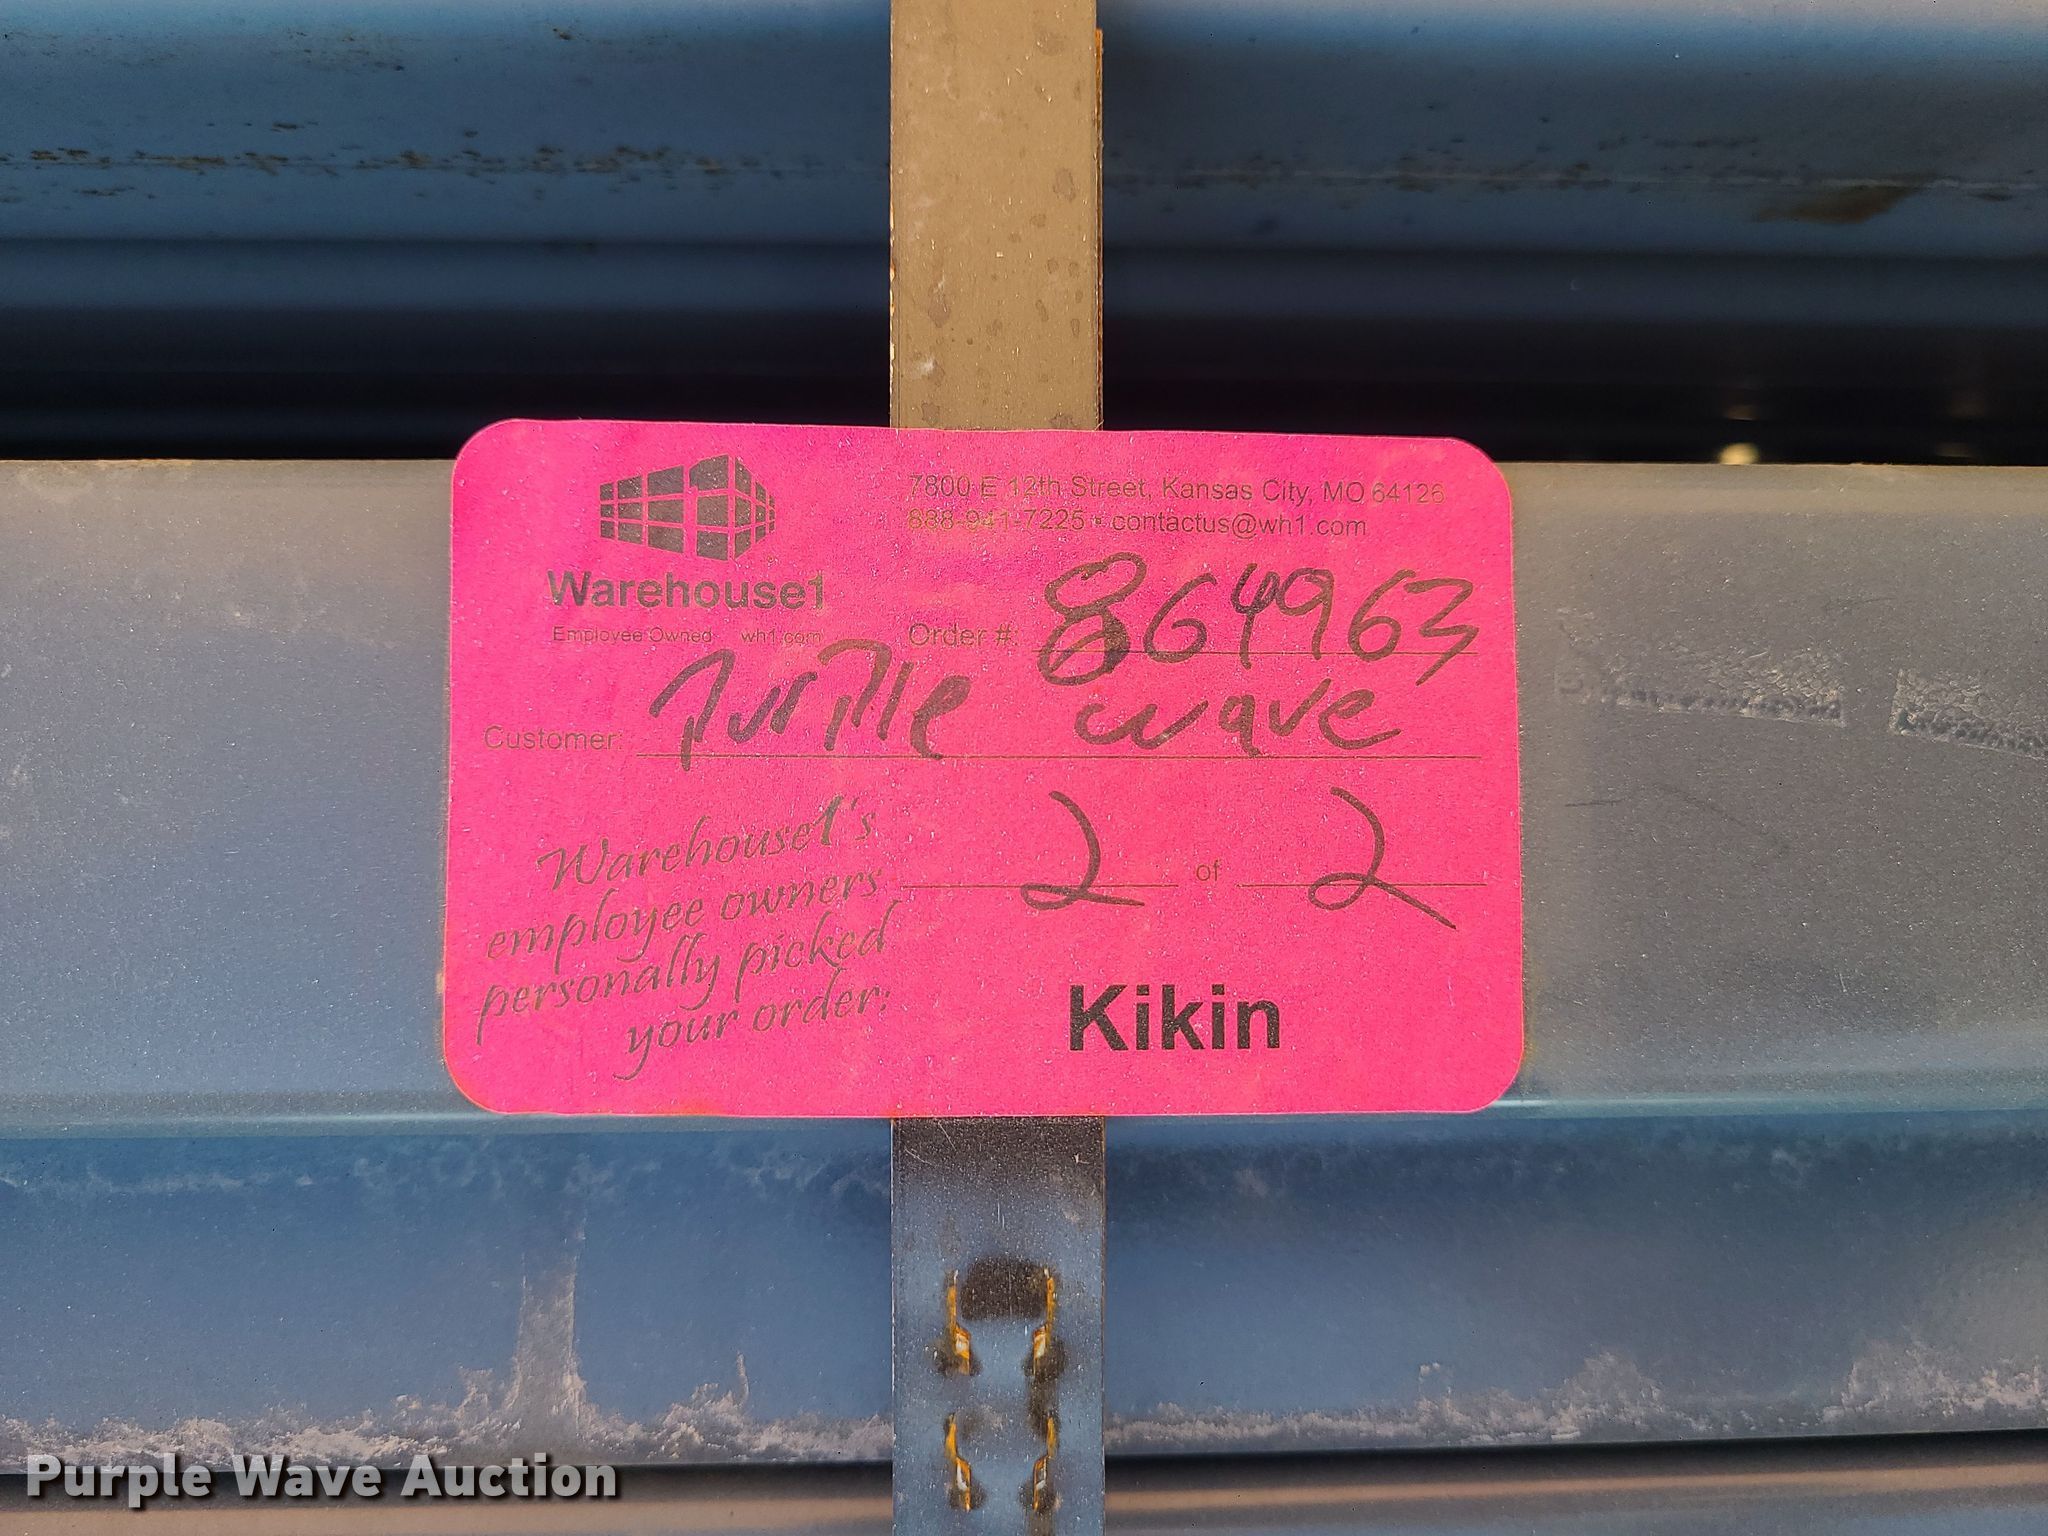 7800 E 12th Street, Kansas City, MO 64126
888-941-7225 • contactus@wh1.com
Warehouse1
Employee Owned wh1.com
Order #: 864963
Customer: Purple wave
2 of 2
Warehouse1's
employee owners
personally picked
your order:
Kikin
Purple Wave Auction